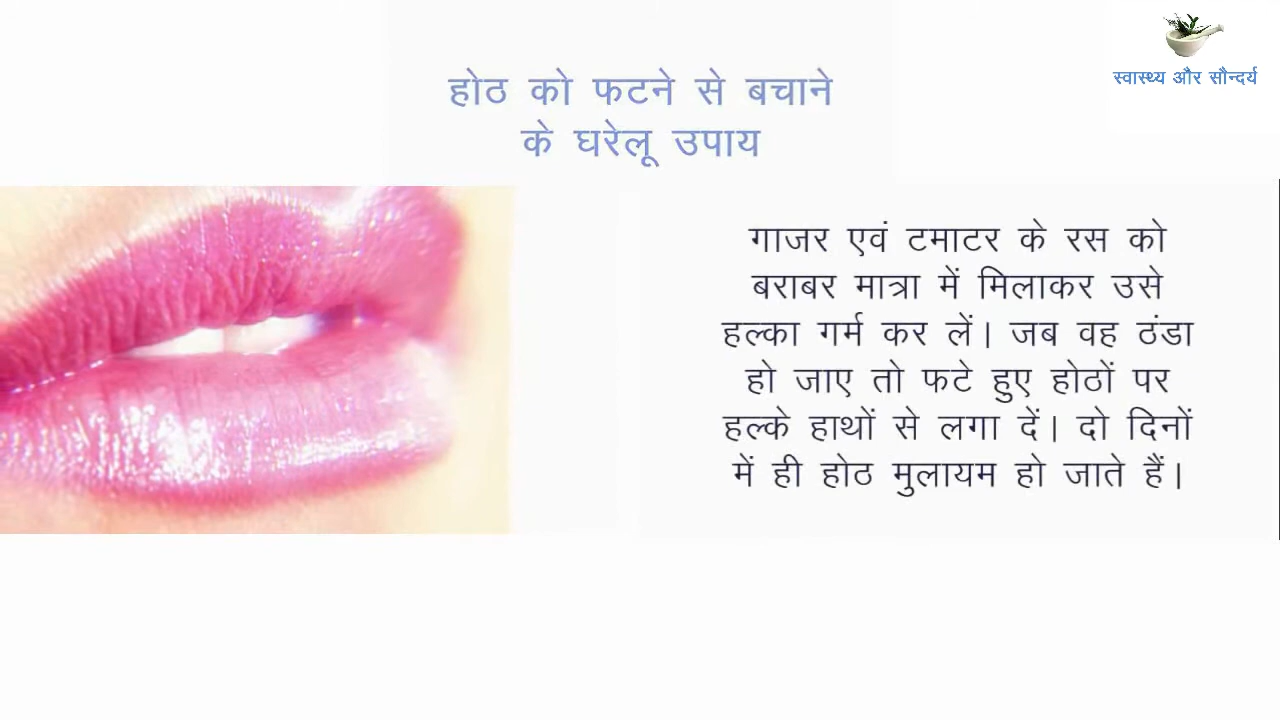 स्वास्थ्य और सौन्दर्य
होठ को फटने से बचाने
के घरेलू उपाय
गाजर एवं टमाटर के रस को
बराबर मात्रा में मिलाकर उसे
हल्का गर्म कर लें। जब वह ठंडा
हो जाए तो फटे हुए होठों पर
हल्के हाथों से लगा दें। दो दिनों
में ही होठ मुलायम हो जाते हैं।